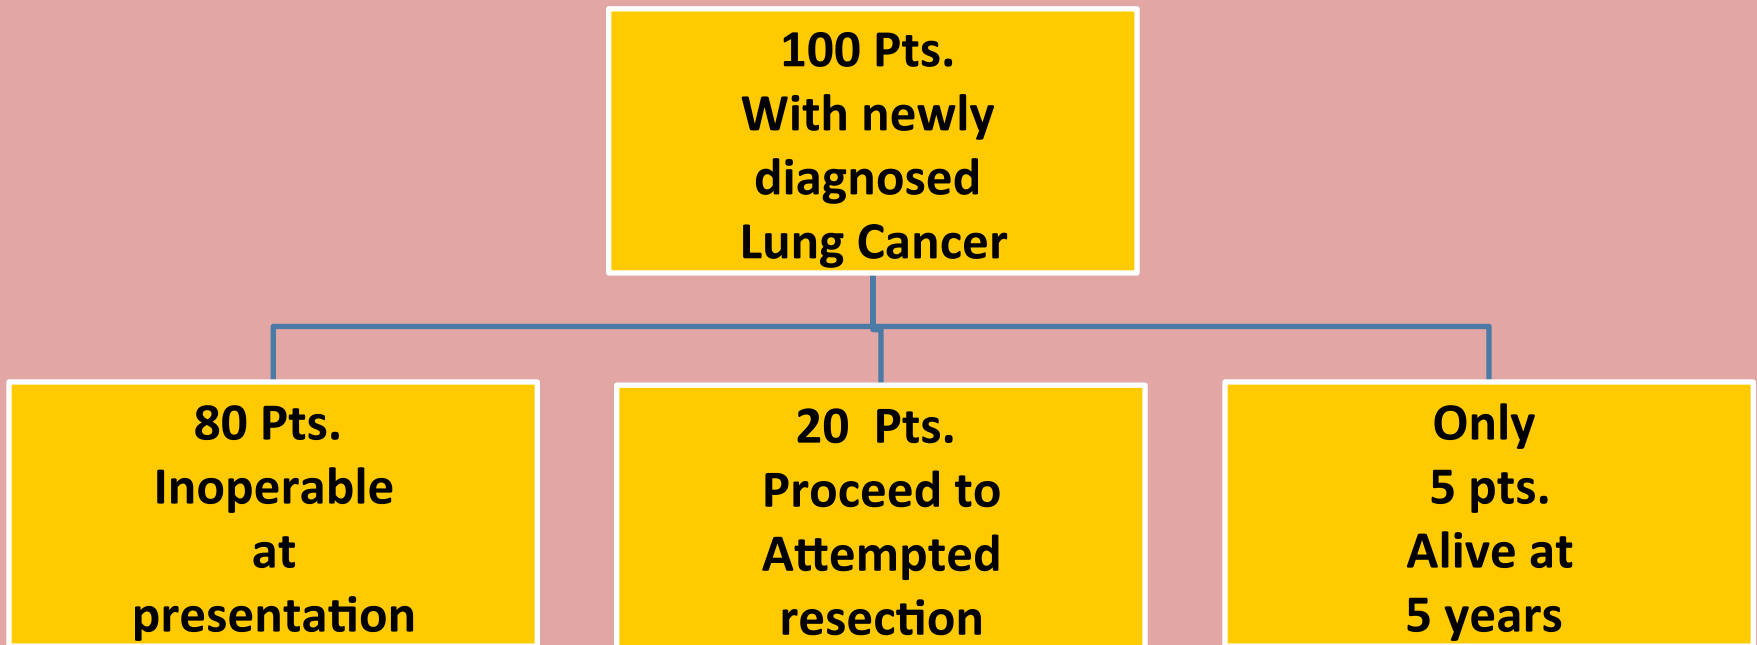 100 Pts.
With newly
diagnosed
Lung Cancer
80 Pts.
Inoperable
at
presentation
20 Pts.
Proceed to
Attempted
resection
Only
5 pts.
Alive at
5 years